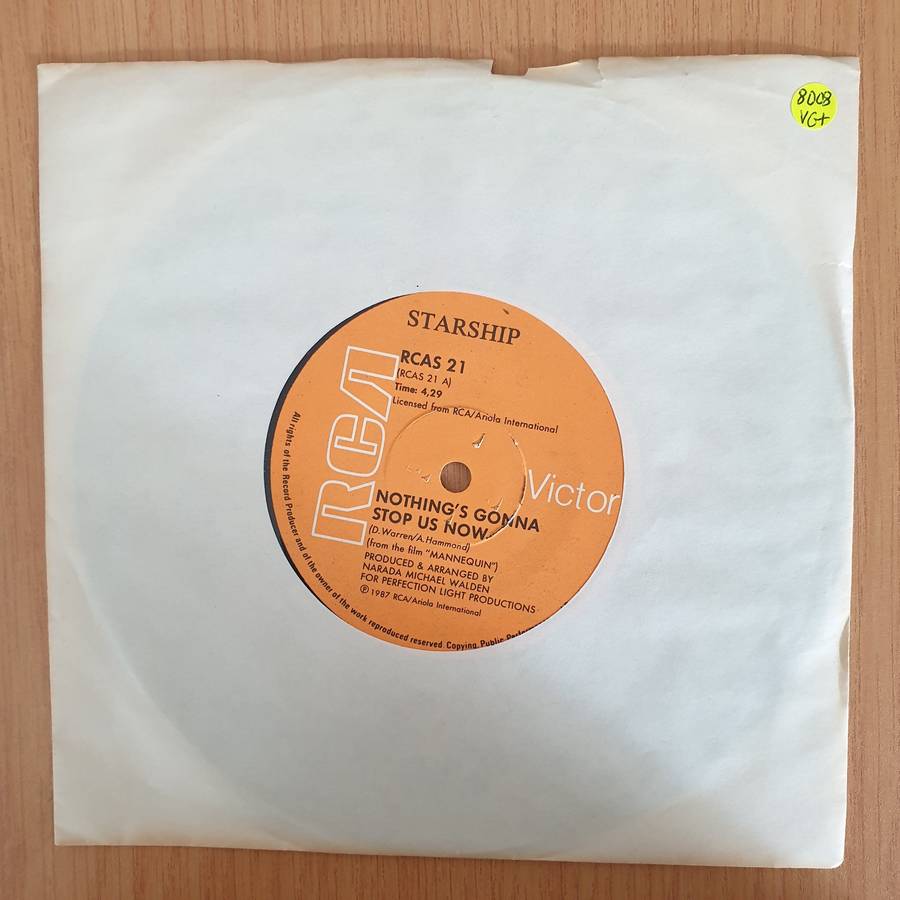 8003
VG+
STARSHIP
RCAS 21
(RCAS 21 A)
Time: 4,29
Licensed from RCA/Ariola International
RCA
Victor
NOTHING'S GONNA
STOP US NOW
(D.Warren/A.Hammond)
(from the film "MANNEQUIN")
PRODUCED & ARRANGED BY
NARADA MICHAEL WALDEN
FOR PERFECTION LIGHT PRODUCTIONS
℗ 1987 RCA/Ariola International
All rights of the Record Producer and of the owner of the work reproduced reserved. Copying, Public